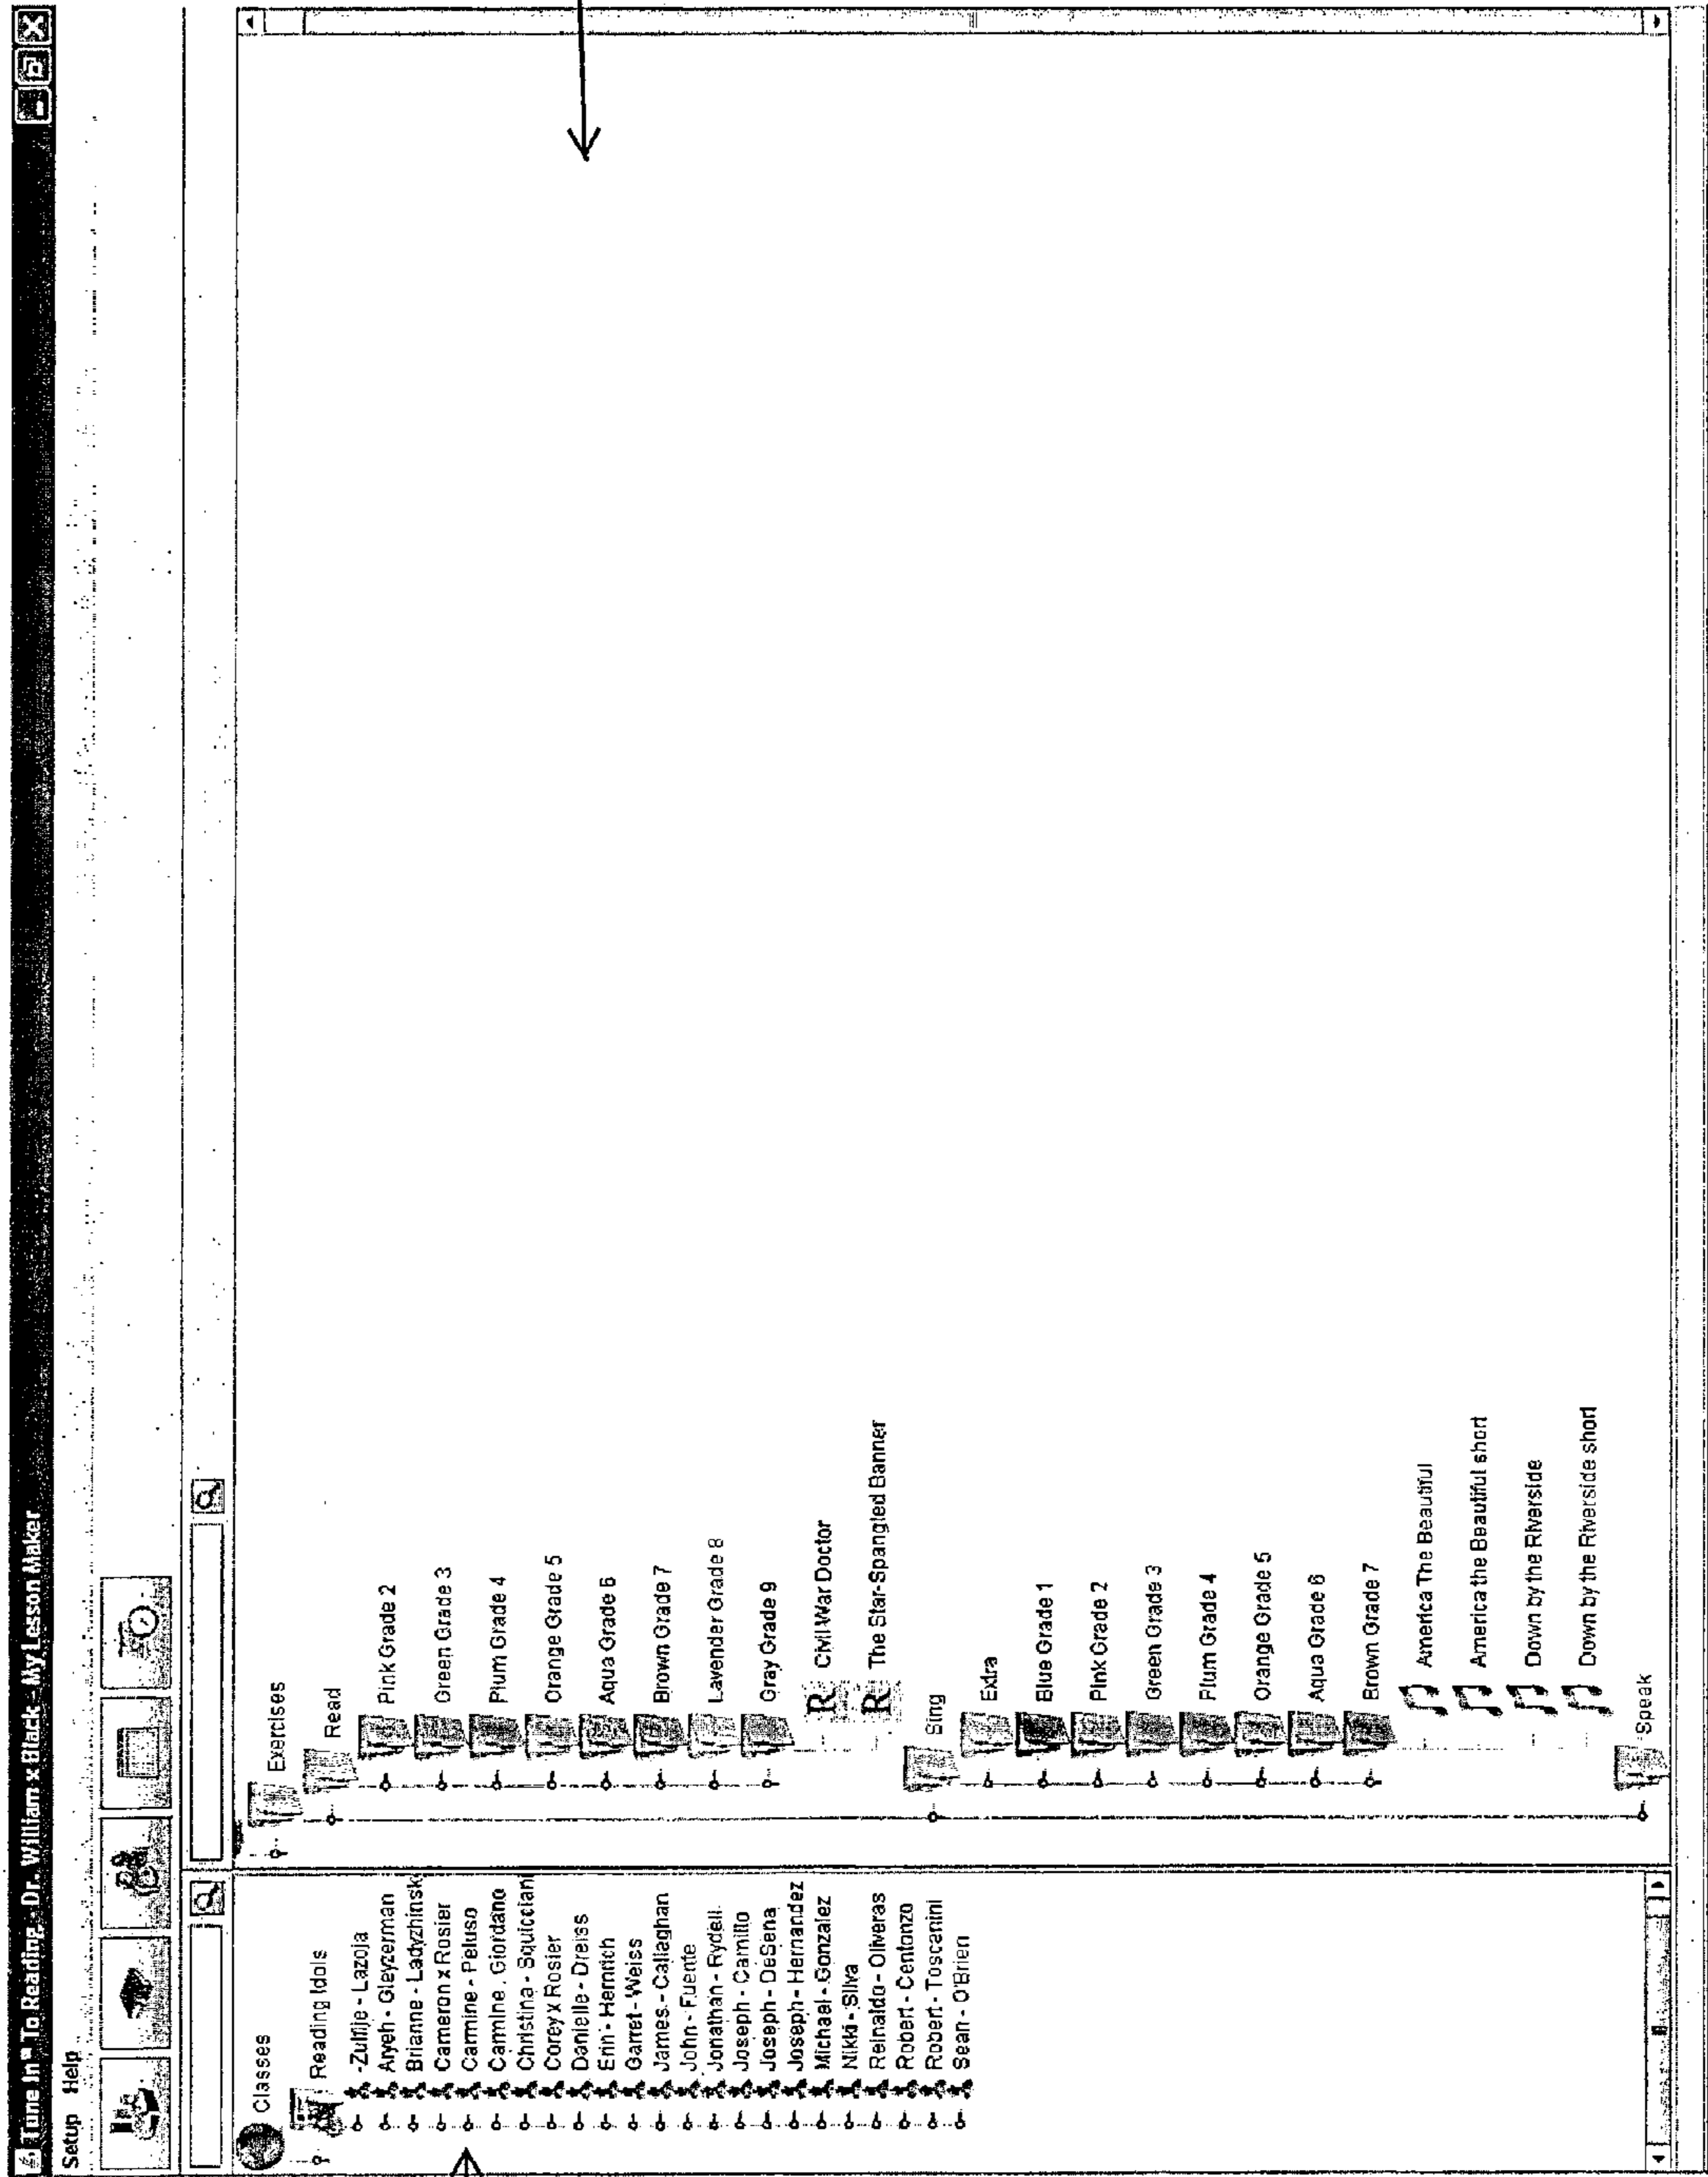 Tune In™ To Reading - Dr. William x Black - My Lesson Maker
Setup Help
Classes
Reading Idols
-Zulfije - Lazoja
Aryeh - Gleyzerman
Brianne - Ladyzhinsk
Cameron x Rosier
Carmine - Peluso
Carmine . Giordano
Christina - Squiccian
Corey x Rosier
Danielle - Dreiss
Erin - Hernrich
Garret - Weiss
James - Callaghan
John - Fuente
Jonathan - Rydell
Joseph - Camillo
Joseph - DeSena
Joseph - Hernandez
Michael - Gonzalez
Nikki - Silva
Reinaldo - Oliveras
Robert - Centonzo
Robert - Toscanini
Sean - O'Brien
Exercises
Read
Pink Grade 2
Green Grade 3
Plum Grade 4
Orange Grade 5
Aqua Grade 6
Brown Grade 7
Lavender Grade 8
Gray Grade 9
R Civil War Doctor
R The Star-Spangled Banner
Sing
Extra
Blue Grade 1
Pink Grade 2
Green Grade 3
Plum Grade 4
Orange Grade 5
Aqua Grade 6
Brown Grade 7
America The Beautiful
America the Beautiful short
Down by the Riverside
Down by the Riverside short
Speak